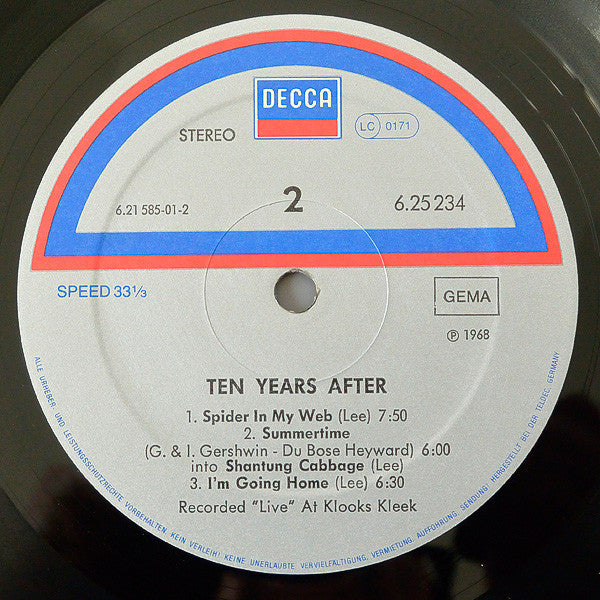 DECCA
STEREO
LC 0171
6.21 585-01-2
2
6.25 234
SPEED 33⅓
GEMA
℗ 1968
TEN YEARS AFTER
1. Spider In My Web (Lee) 7:50
2. Summertime
(G. & I. Gershwin - Du Bose Heyward) 6:00
into Shantung Cabbage (Lee)
3. I'm Going Home (Lee) 6:30
Recorded "Live" At Klooks Kleek
ALLE URHEBER- UND LEISTUNGSSCHUTZRECHTE VORBEHALTEN. KEIN VERLEIH! KEINE UNERLAUBTE VERVIELFÄLTIGUNG, VERMIETUNG, AUFFÜHRUNG, SENDUNG! HERGESTELLT BEI DER TELDEC, GERMANY